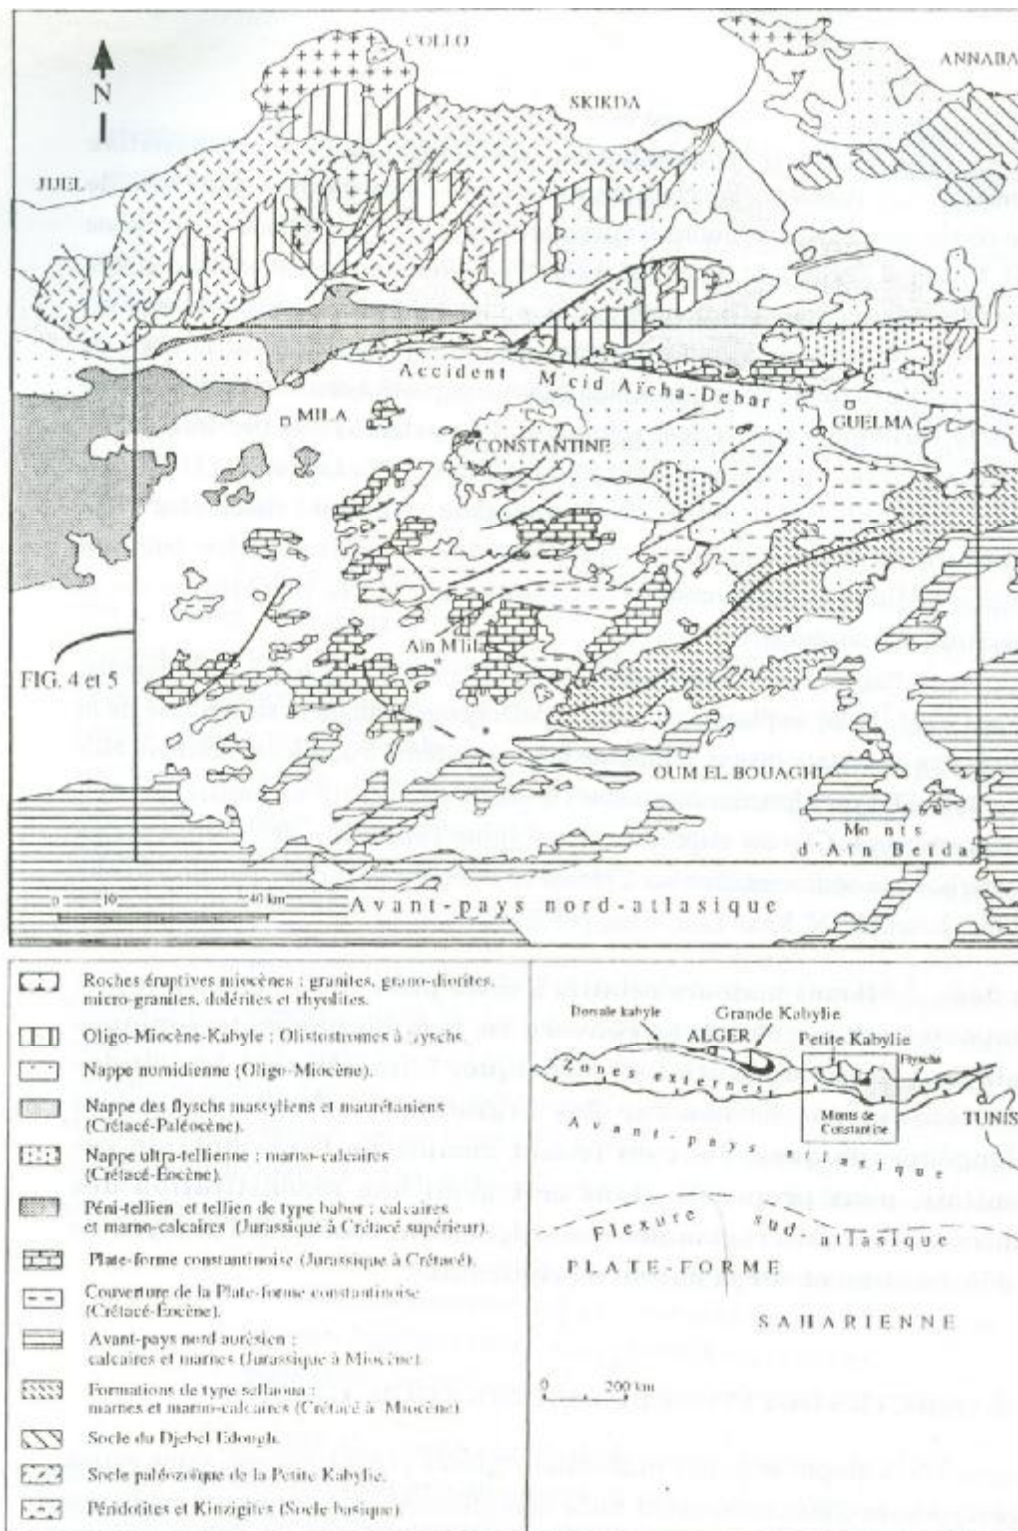 COLLO
ANNABA
SKIKDA
N
JIJEL
Accident M'cid Aïcha-Debar
MILA
GUELMA
CONSTANTINE
Aïn M'lila
FIG. 4 et 5
OUM EL BOUAGHI
Monts
d'Aïn Beïda
0 10 40 km
Avant-pays nord-atlasique
Roches éruptives miocènes : granites, grano-diorites,
micro-granites, dolérites et rhyolites.
Oligo-Miocène-Kabyle : Olistostromes à flyschs.
Nappe numidienne (Oligo-Miocène).
Nappe des flyschs massyliens et maurétaniens
(Crétacé-Paléocène).
Nappe ultra-tellienne : marno-calcaires
(Crétacé-Éocène).
Péni-tellien et tellien de type babor : calcaires
et marno-calcaires (Jurassique à Crétacé supérieur).
Plate-forme constantinoise (Jurassique à Crétacé).
Couverture de la Plate-forme constantinoise
(Crétacé-Éocène).
Avant-pays nord aurésien :
calcaires et marnes (Jurassique à Miocène).
Formations de type sellaoua :
marnes et marno-calcaires (Crétacé à Miocène).
Socle du Djebel Edough.
Socle paléozoïque de la Petite Kabylie.
Péridotites et Kinzigites (Socle basique).
Dorsale kabyle
Grande Kabylie
ALGER
Petite Kabylie
Flyschs
Zones externes
Monts de
Constantine
TUNIS
Avant-pays atlasique
Flexure sud-atlasique
PLATE-FORME
SAHARIENNE
0 200 km